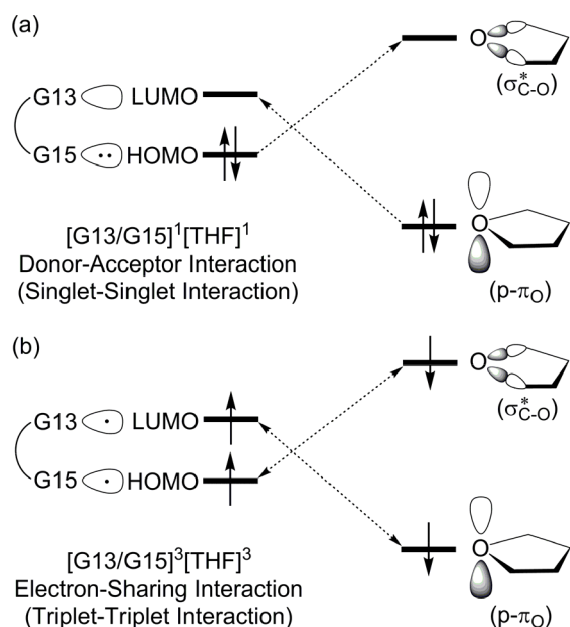 (a)
O
(σ*C-O)
G13 LUMO
G15 HOMO
O
(p-πO)
[G13/G15]1[THF]1
Donor-Acceptor Interaction
(Singlet-Singlet Interaction)
(b)
O
(σ*C-O)
G13 LUMO
G15 HOMO
O
(p-πO)
[G13/G15]3[THF]3
Electron-Sharing Interaction
(Triplet-Triplet Interaction)